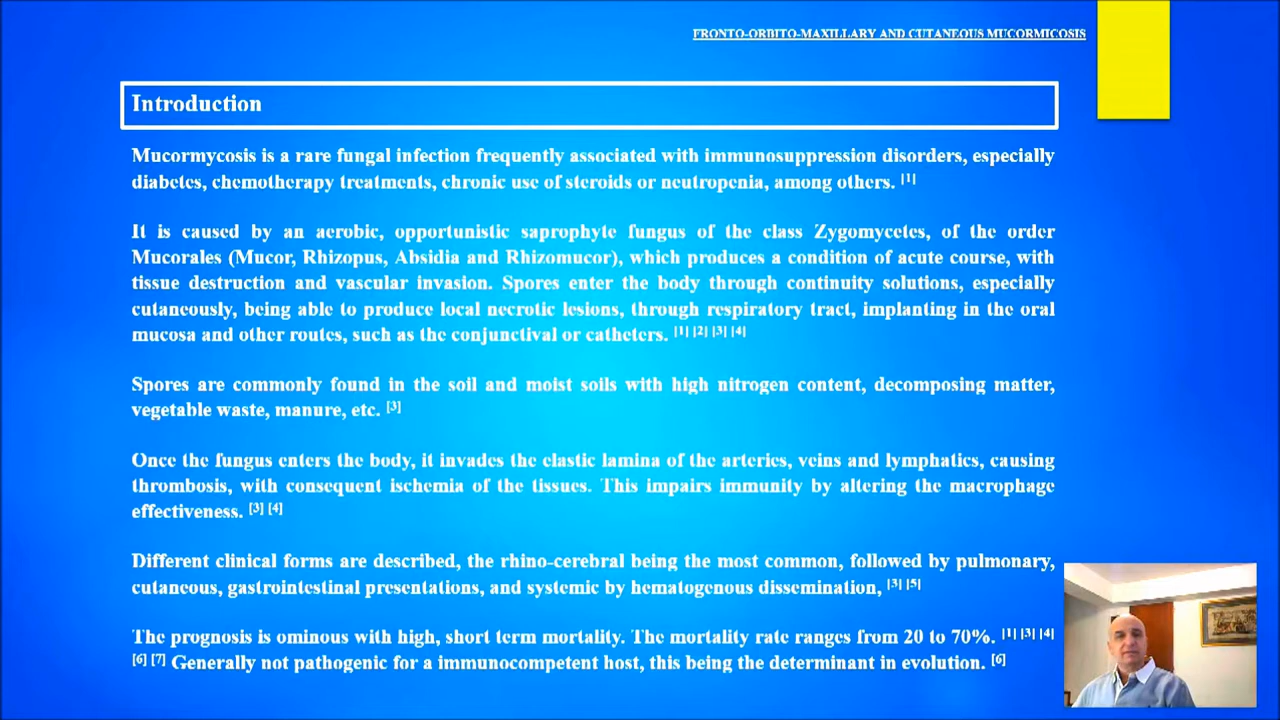 FRONTO-ORBITO-MAXILLARY AND CUTANEOUS MUCORMICOSIS
Introduction
Mucormycosis is a rare fungal infection frequently associated with immunosuppression disorders, especially
diabetes, chemotherapy treatments, chronic use of steroids or neutropenia, among others. [1]
It is caused by an aerobic, opportunistic saprophyte fungus of the class Zygomycetes, of the order
Mucorales (Mucor, Rhizopus, Absidia and Rhizomucor), which produces a condition of acute course, with
tissue destruction and vascular invasion. Spores enter the body through continuity solutions, especially
cutaneously, being able to produce local necrotic lesions, through respiratory tract, implanting in the oral
mucosa and other routes, such as the conjunctival or catheters. [1] [2] [3] [4]
Spores are commonly found in the soil and moist soils with high nitrogen content, decomposing matter,
vegetable waste, manure, etc. [3]
Once the fungus enters the body, it invades the elastic lamina of the arteries, veins and lymphatics, causing
thrombosis, with consequent ischemia of the tissues. This impairs immunity by altering the macrophage
effectiveness. [3] [4]
Different clinical forms are described, the rhino-cerebral being the most common, followed by pulmonary,
cutaneous, gastrointestinal presentations, and systemic by hematogenous dissemination, [3] [5]
The prognosis is ominous with high, short term mortality. The mortality rate ranges from 20 to 70%. [1] [3] [4]
[6] [7] Generally not pathogenic for a immunocompetent host, this being the determinant in evolution. [6]